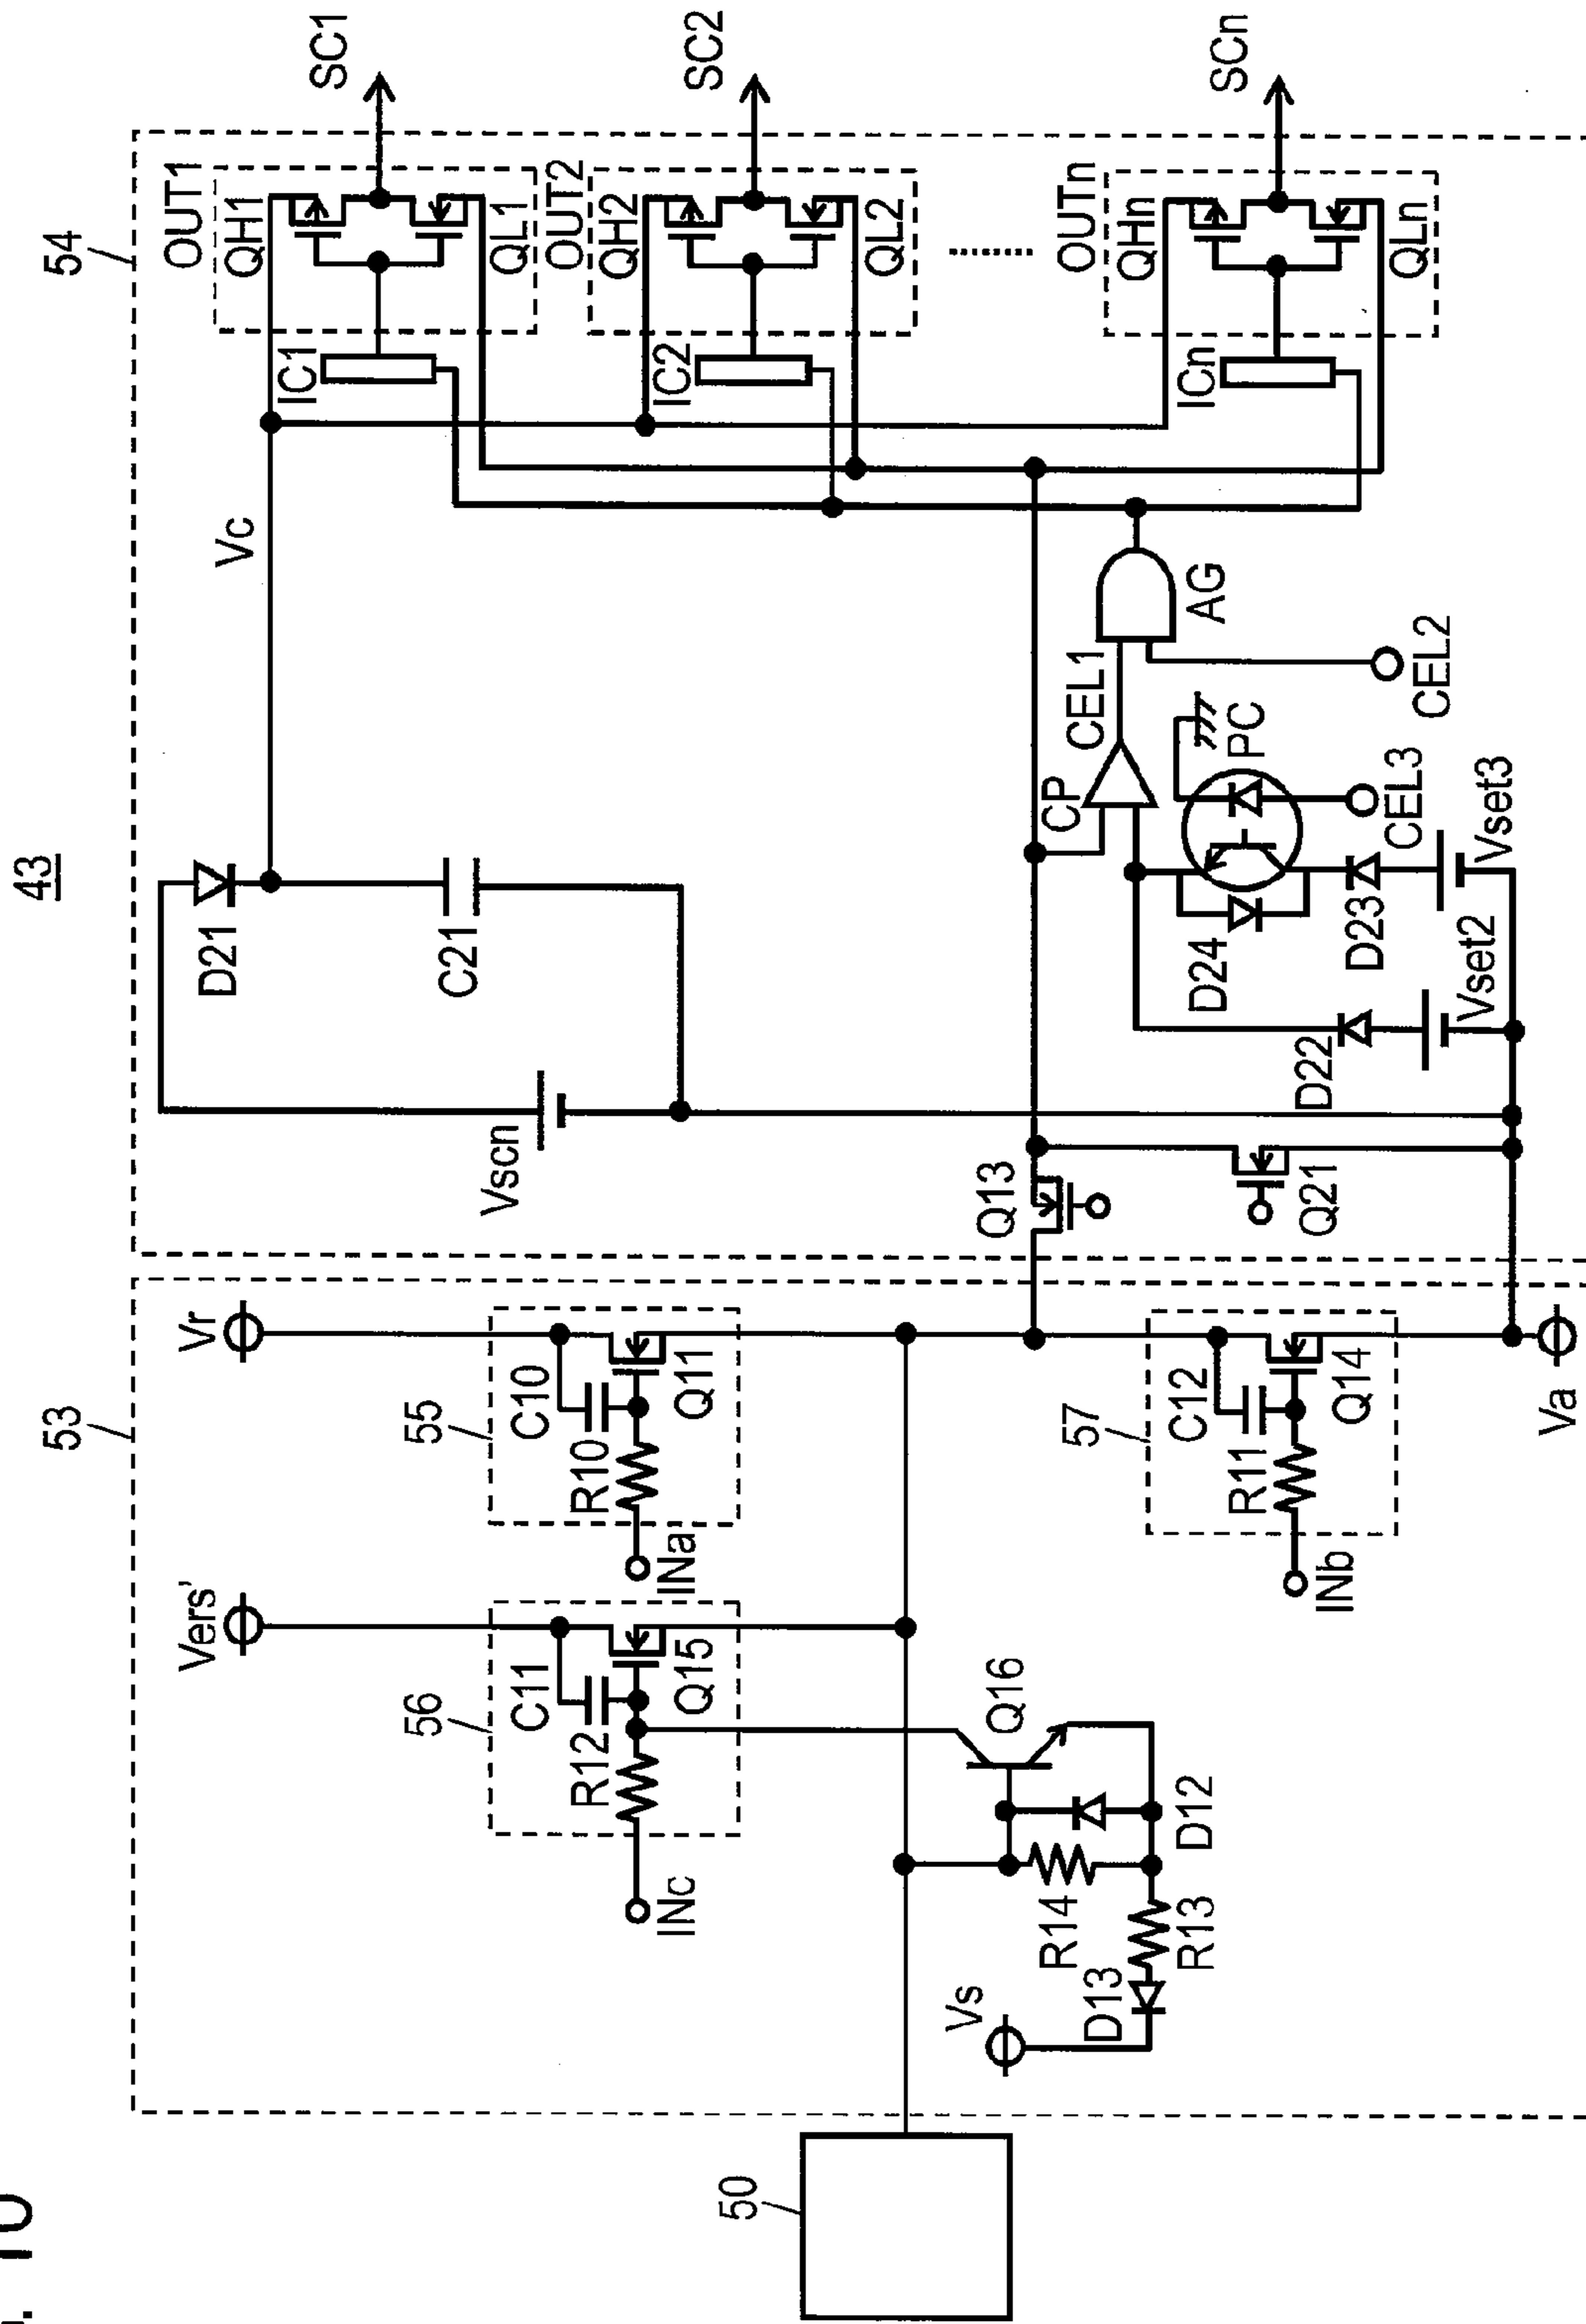 43
53
54
50
Vers'
Vr
55
C10
R10
Q11
INa
56
C11
R12
Q15
INc
Q16
R14
D12
Vs
D13
R13
57
C12
R11
Q14
INb
Va
Vscn
D21
C21
Vc
Q13
Q21
D22
Vset2
D24
D23
Vset3
CEL3
PC
CP
CEL1
CEL2
AG
OUT1
QH1
QL1
IC1
SC1
OUT2
QH2
QL2
IC2
SC2
........
OUTn
QHn
QLn
ICn
SCn
10